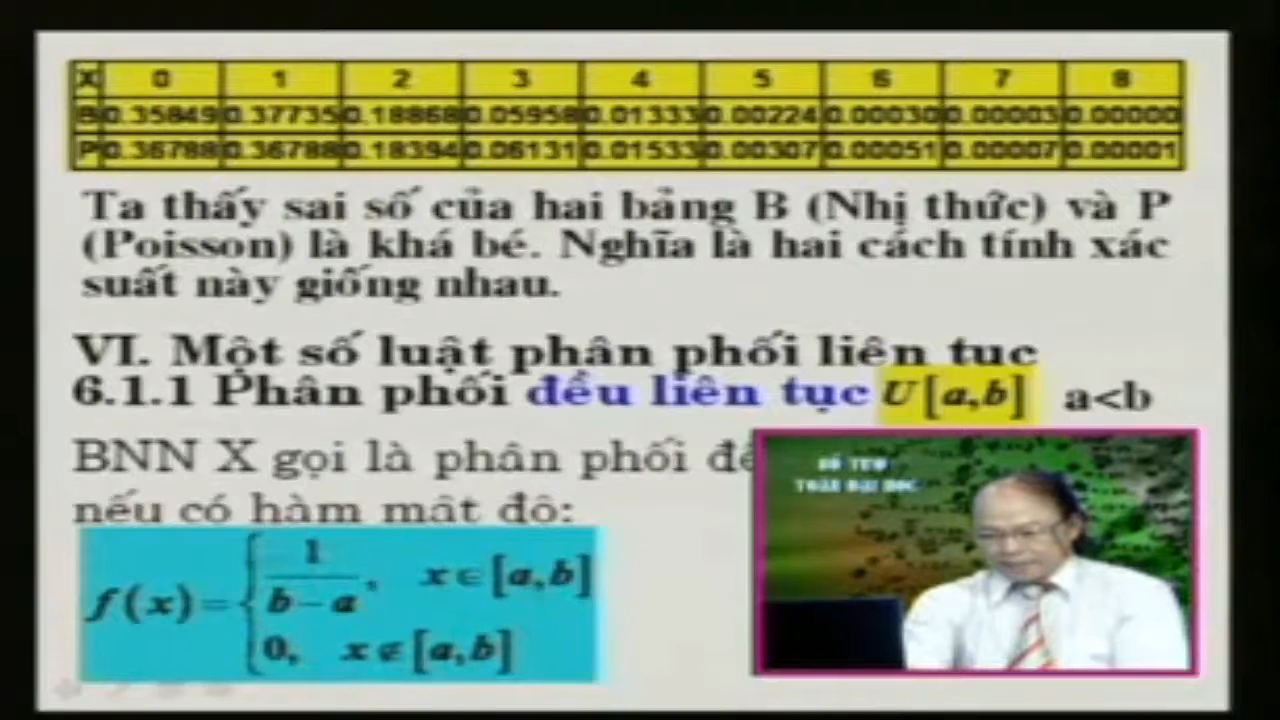 X 0 1 2 3 4 5 6 7 8
B 0.35849 0.37735 0.18868 0.05958 0.01333 0.00224 0.00030 0.00003 0.00000
P 0.36788 0.36788 0.18394 0.06131 0.01533 0.00307 0.00051 0.00007 0.00001
Ta thấy sai số của hai bảng B (Nhị thức) và P
(Poisson) là khá bé. Nghĩa là hai cách tính xác
suất này giống nhau.
VI. Một số luật phân phối liên tục
6.1.1 Phân phối đều liên tục U[a,b] a<b
BNN X gọi là phân phối
nếu có hàm mật độ:
f(x)= { 1/(b-a), x∈[a,b]
0, x∉[a,b]
TOÁN ĐẠI HỌC